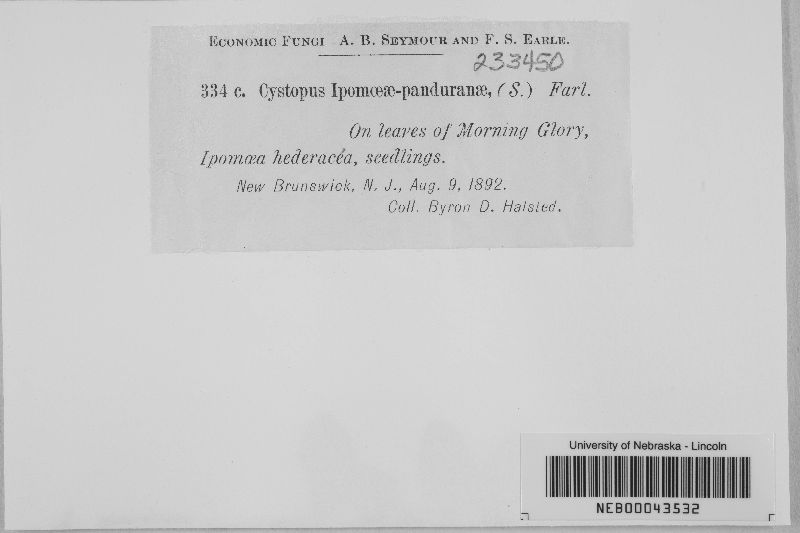 Economic Fungi A. B. Seymour and F. S. Earle.
233450
334 c. Cystopus Ipomœæ-panduranæ, (S.) Farl.
On leaves of Morning Glory,
Ipomœa hederacéa, seedlings.
New Brunswick, N. J., Aug. 9, 1892.
Coll. Byron D. Halsted.
University of Nebraska - Lincoln
NEB00043532